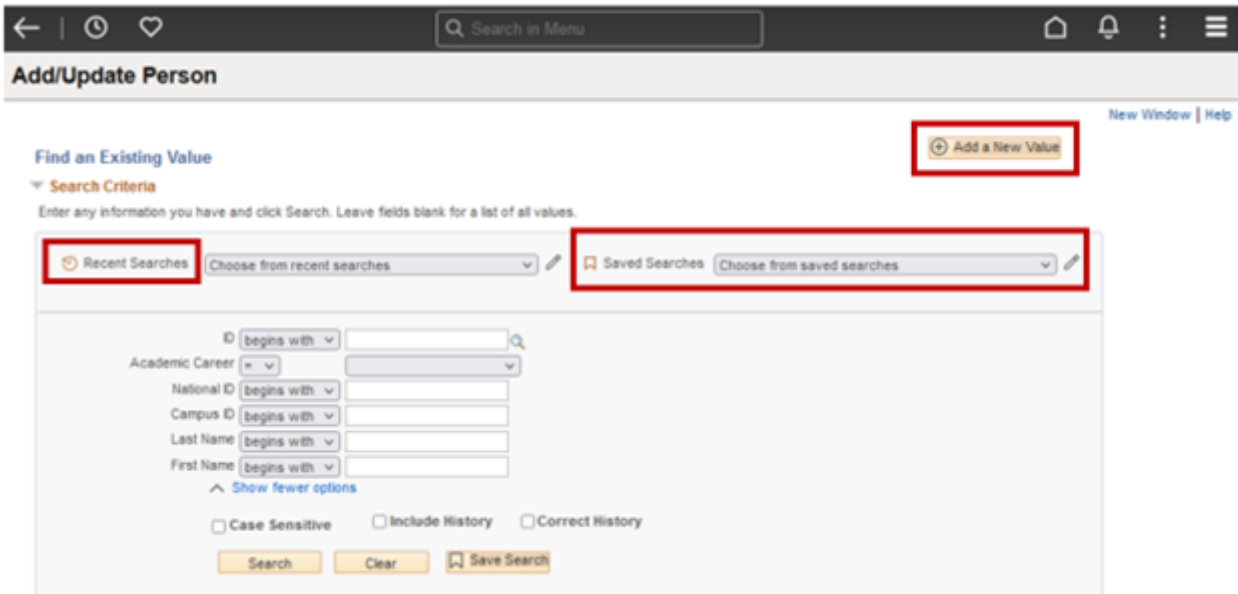 Search in Menu
Add/Update Person
New Window | Help
Add a New Value
Find an Existing Value
Search Criteria
Enter any information you have and click Search. Leave fields blank for a list of all values.
Recent Searches Choose from recent searches Saved Searches Choose from saved searches
ID begins with
Academic Career =
National ID begins with
Campus ID begins with
Last Name begins with
First Name begins with
Show fewer options
Case Sensitive Include History Correct History
Search Clear Save Search